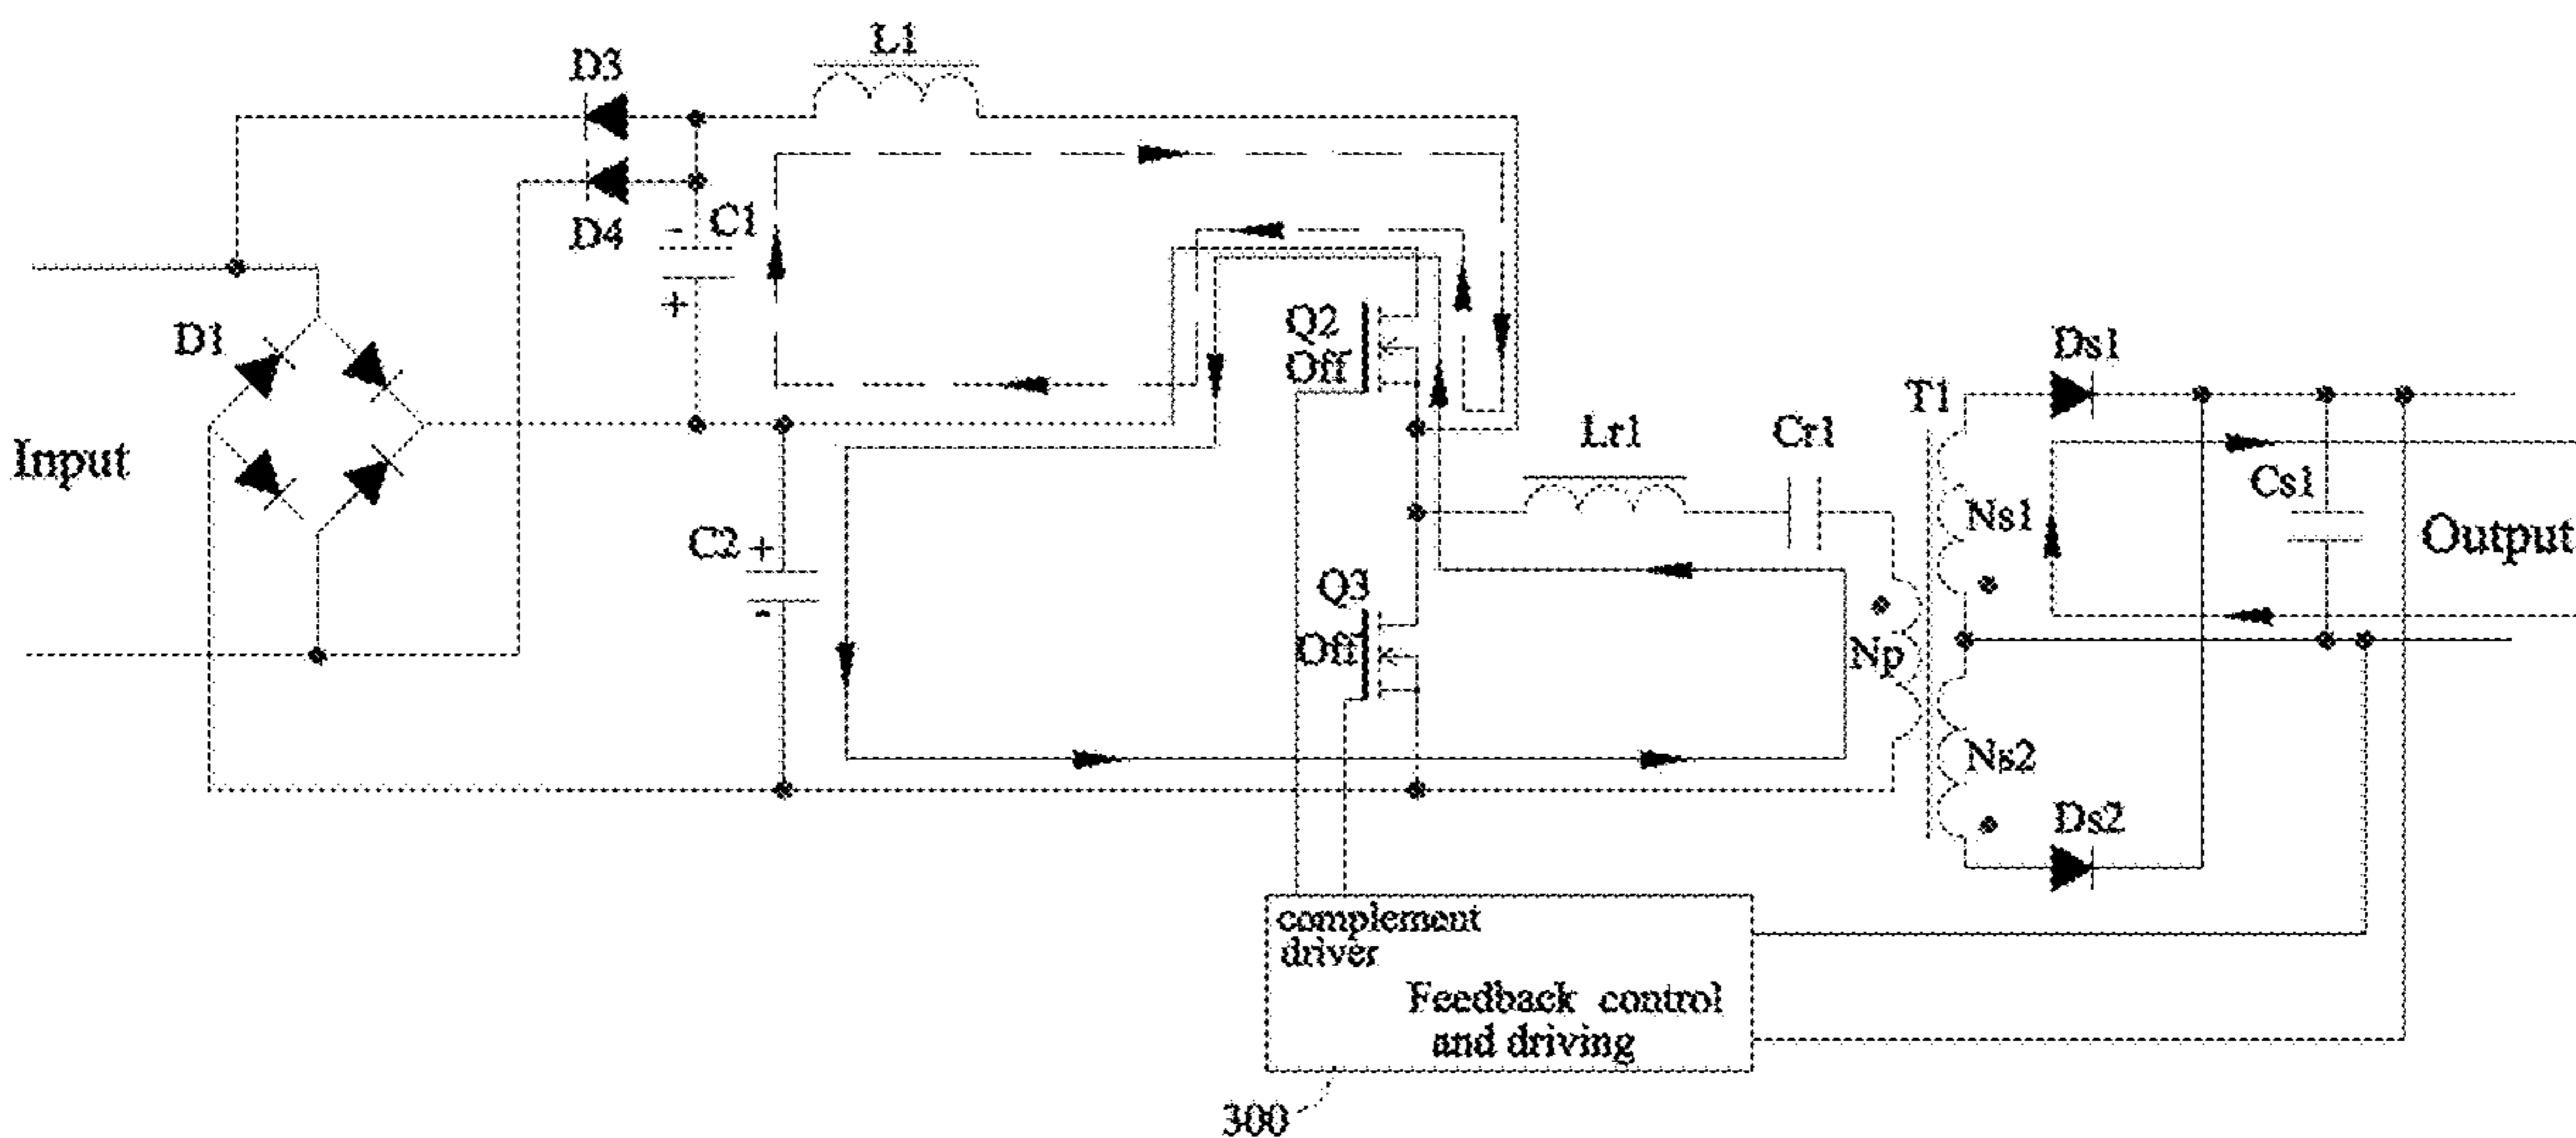 L1
D3
D4
C1
-
+
D1
Q2
Off
Input
Ds1
T1
Lr1
Cr1
Ns1
Cs1
Output
C2 +
-
Q3
Off
Np
Ns2
Ds2
complement
driver
Feedback control
and driving
300